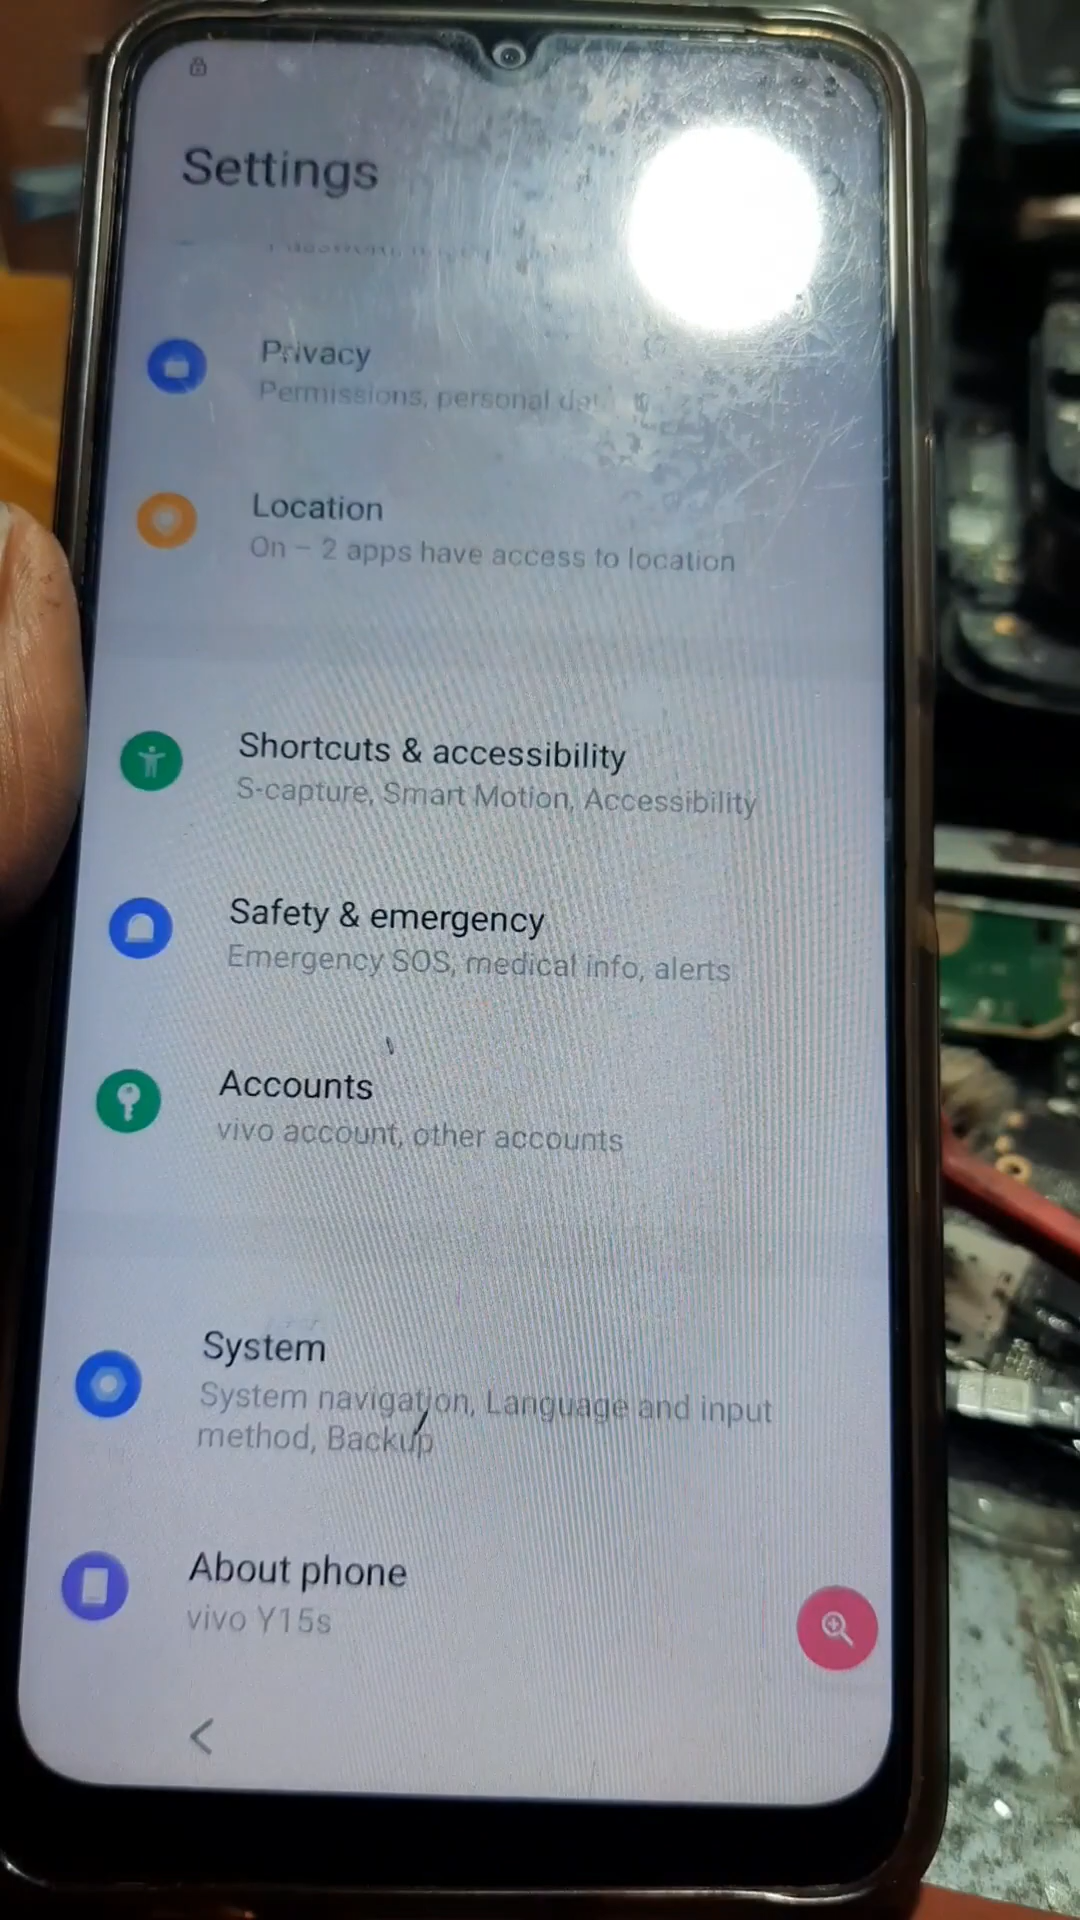 Settings
Privacy
Permissions, personal
Location
On – 2 apps have access to location
Shortcuts & accessibility
S-capture, Smart Motion, Accessibility
Safety & emergency
Emergency SOS, medical info, alerts
Accounts
vivo account, other accounts
System
System navigation, Language and input
method, Backup
About phone
vivo Y15s